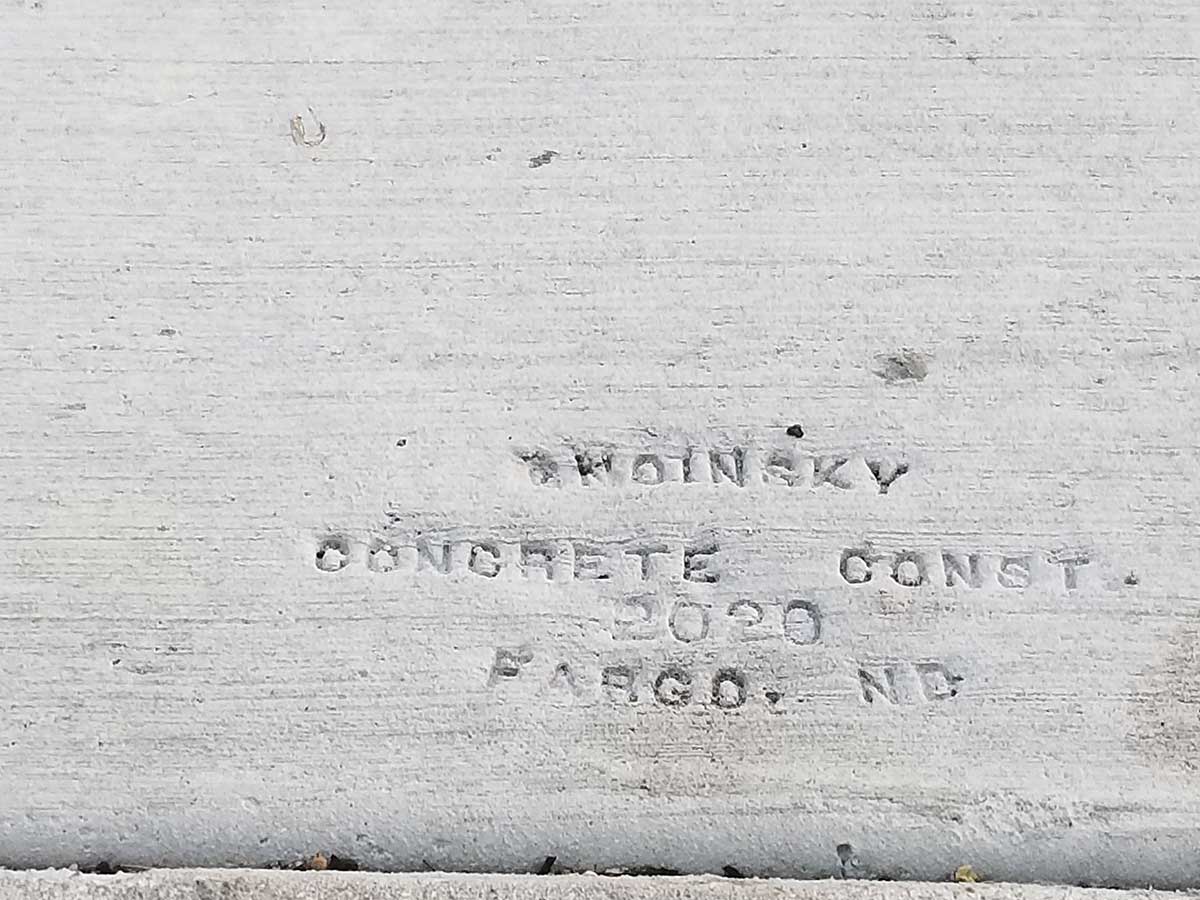 CONCRETE CONST.
2020
FARGO, ND